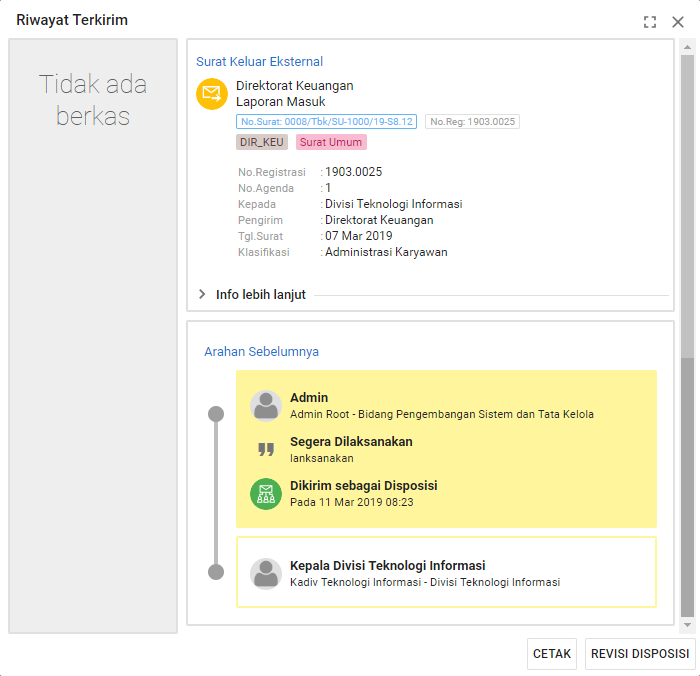 Riwayat Terkirim
Tidak ada
berkas
Surat Keluar Eksternal
Direktorat Keuangan
Laporan Masuk
No.Surat: 0008/Tbk/SU-1000/19-S8.12 No.Reg: 1903.0025
DIR_KEU Surat Umum
No.Registrasi : 1903.0025
No.Agenda : 1
Kepada : Divisi Teknologi Informasi
Pengirim : Direktorat Keuangan
Tgl.Surat : 07 Mar 2019
Klasifikasi : Administrasi Karyawan
Info lebih lanjut
Arahan Sebelumnya
Admin
Admin Root - Bidang Pengembangan Sistem dan Tata Kelola
Segera Dilaksanakan
lanksanakan
Dikirim sebagai Disposisi
Pada 11 Mar 2019 08:23
Kepala Divisi Teknologi Informasi
Kadiv Teknologi Informasi - Divisi Teknologi Informasi
CETAK REVISI DISPOSISI